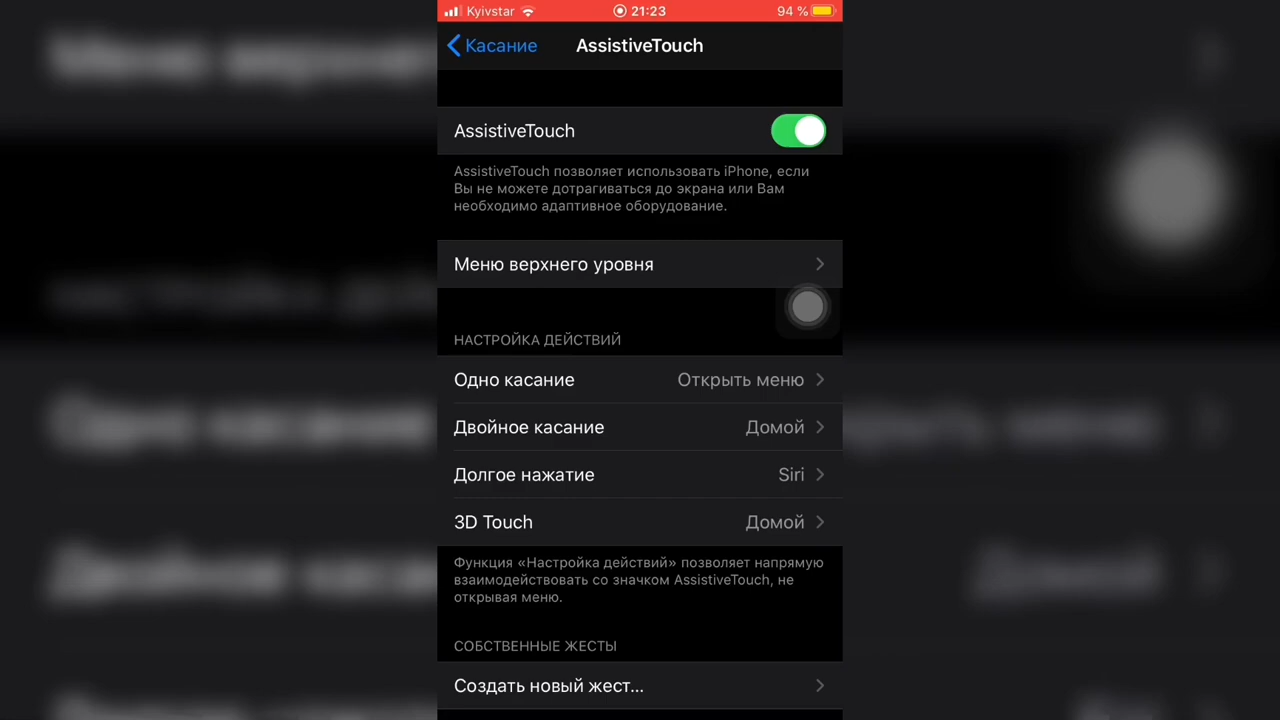 Kyivstar 21:23 94 %
Касание AssistiveTouch
AssistiveTouch
AssistiveTouch позволяет использовать iPhone, если
Вы не можете дотрагиваться до экрана или Вам
необходимо адаптивное оборудование.
Меню верхнего уровня
НАСТРОЙКА ДЕЙСТВИЙ
Одно касание Открыть меню
Двойное касание Домой
Долгое нажатие Siri
3D Touch Домой
Функция «Настройка действий» позволяет напрямую
взаимодействовать со значком AssistiveTouch, не
открывая меню.
СОБСТВЕННЫЕ ЖЕСТЫ
Создать новый жест...